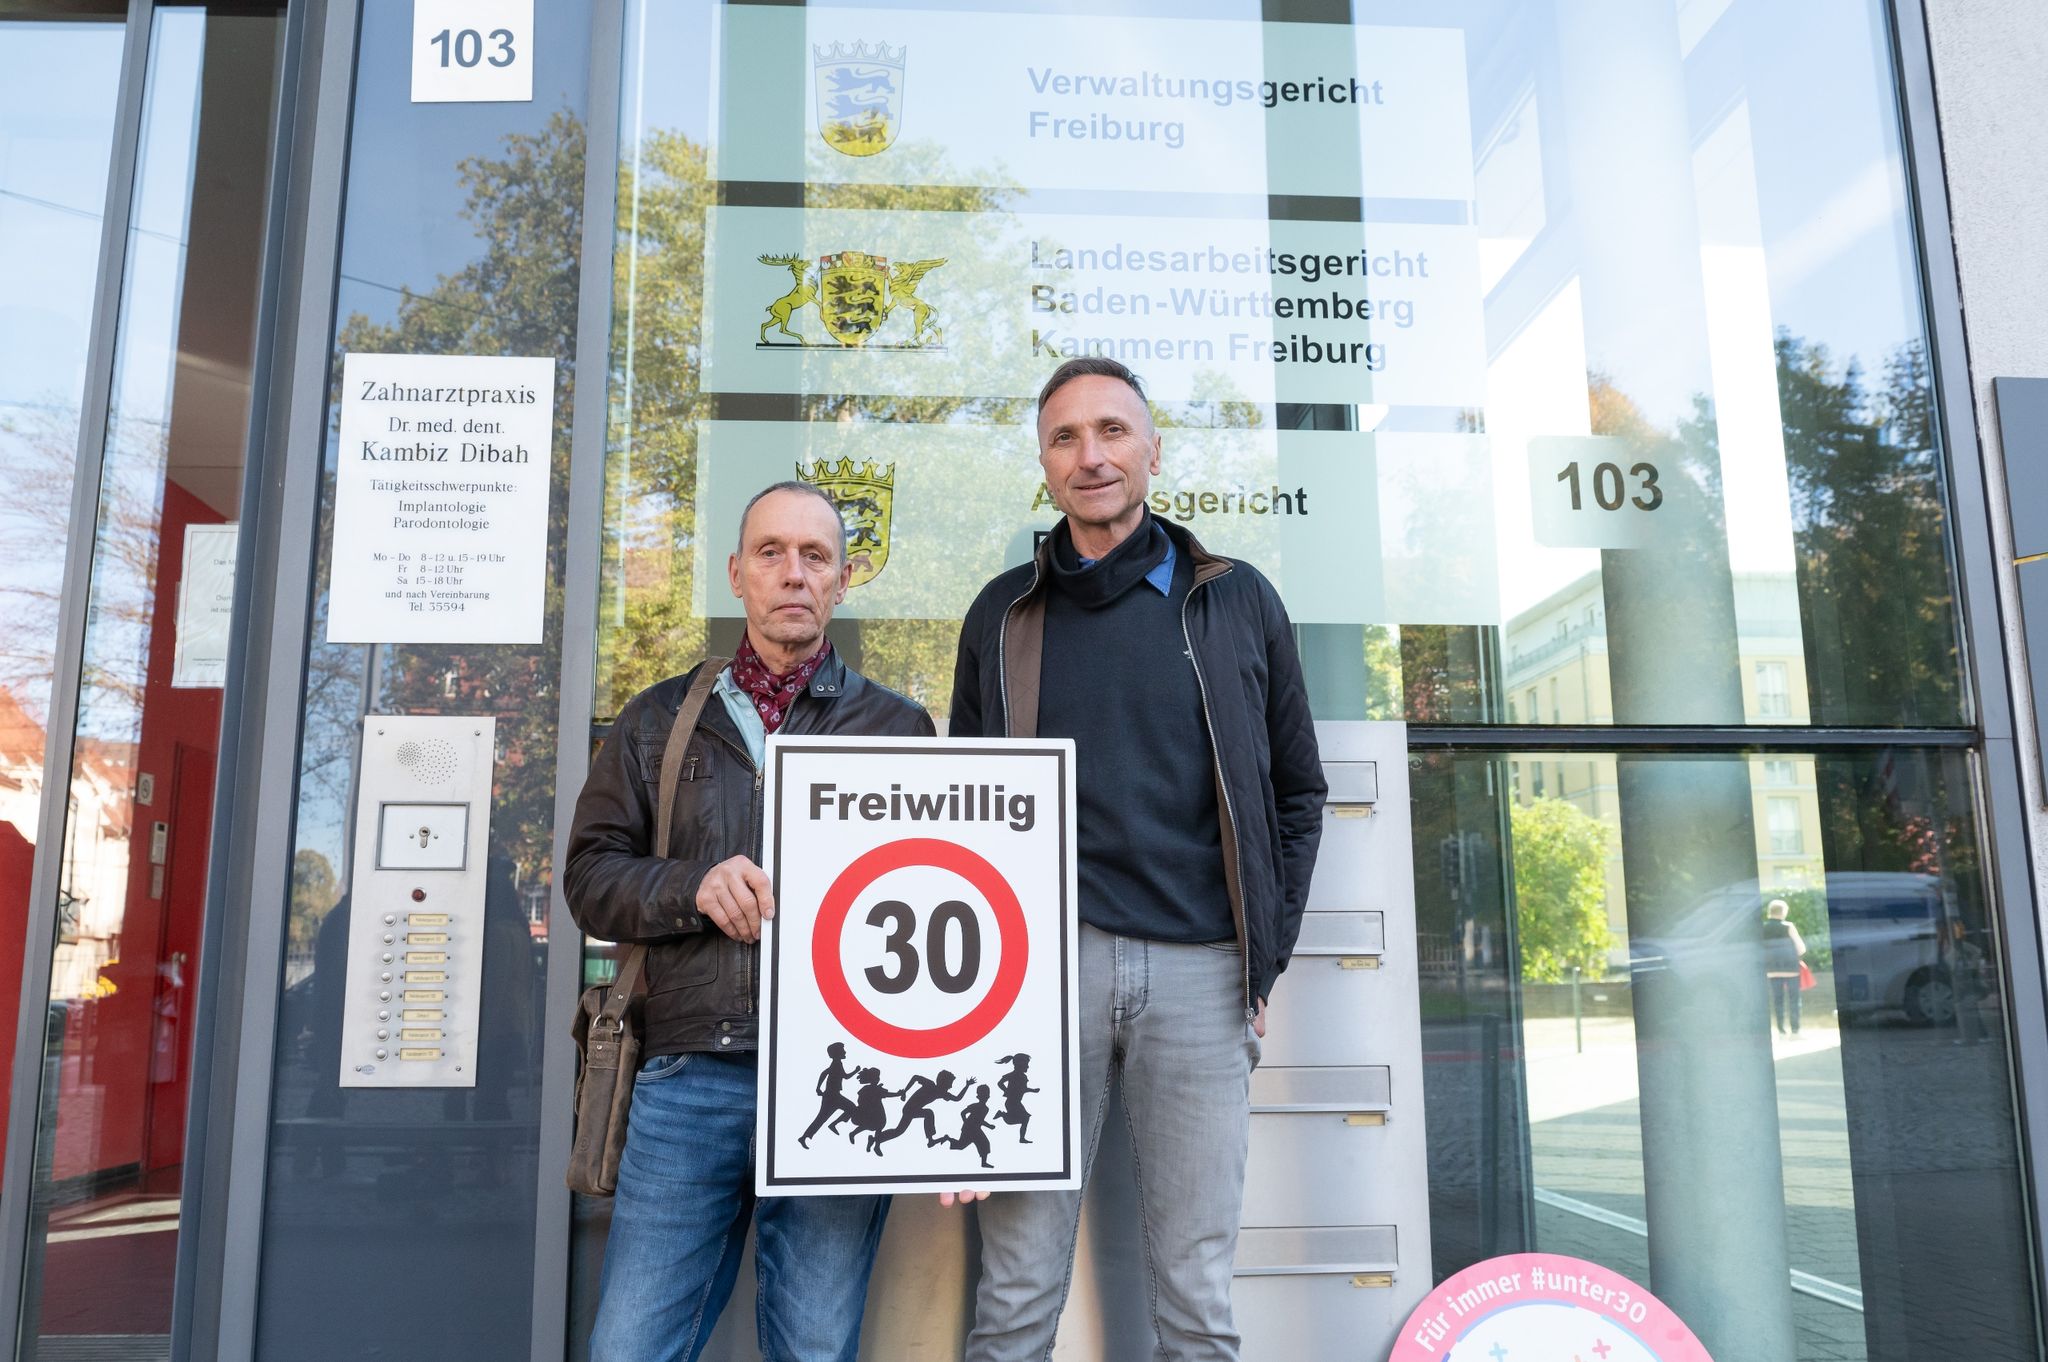 103
Verwaltungsgericht
Freiburg
Landesarbeitsgericht
Baden-Württemberg
Kammern Freiburg
Zahnarztpraxis
Dr. med. dent.
Kambiz Dibah
Tätigkeitsschwerpunkte:
Implantologie
Parodontologie
Mo – Do 8 – 12 u. 15 – 19 Uhr
Fr 8 – 12 Uhr
Sa 15 – 18 Uhr
und nach Vereinbarung
Tel. 35594
sgericht
103
Freiwillig
30
Für immer #unter30